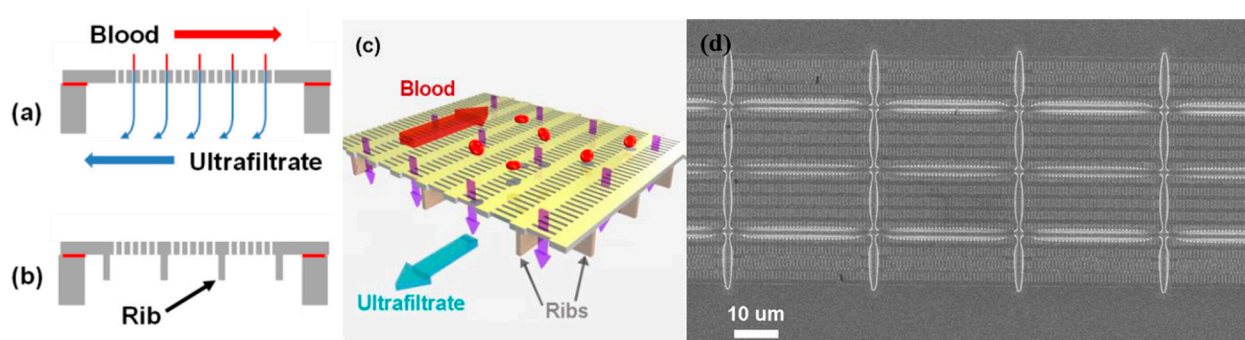 Blood
(a)
Ultrafiltrate
(b)
Rib
(c)
Blood
Ultrafiltrate
Ribs
(d)
10 um